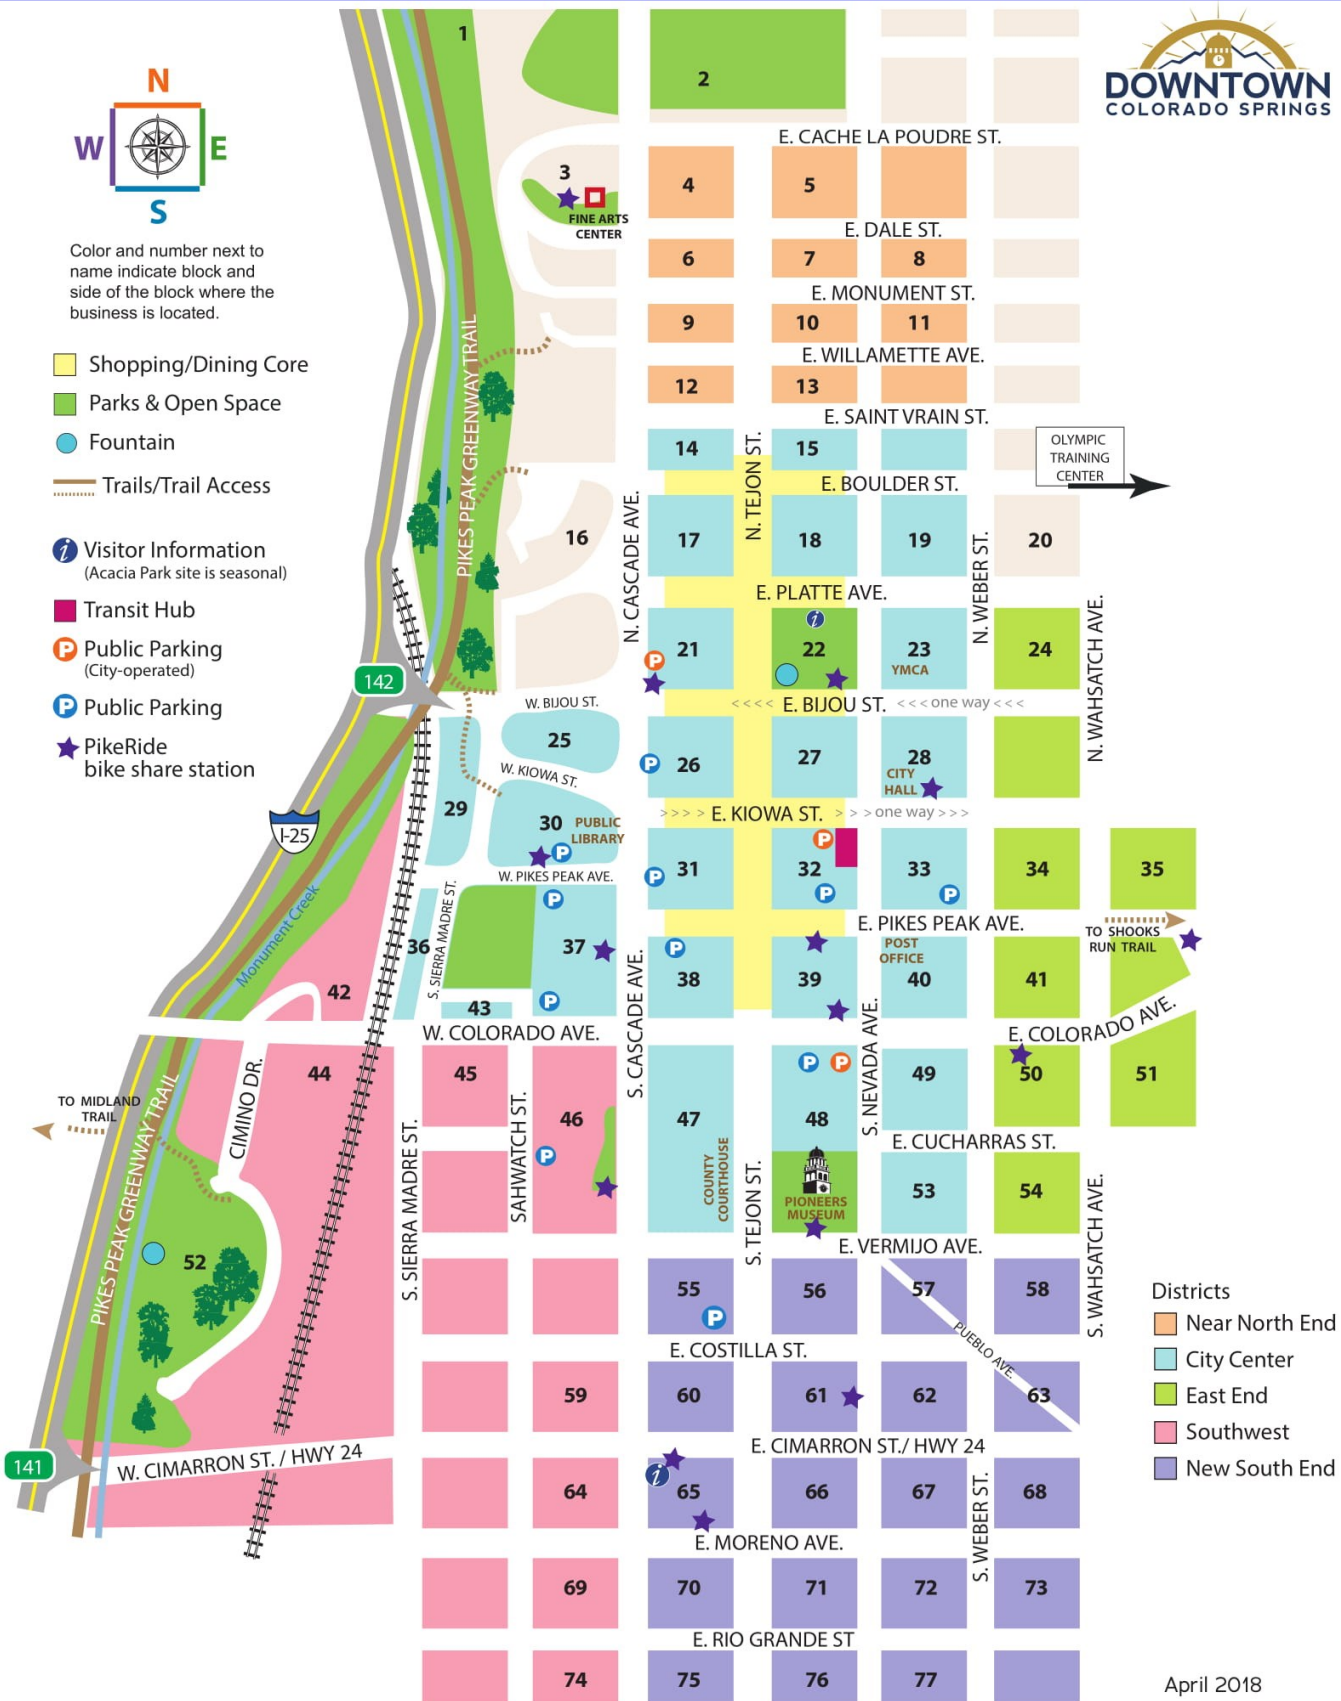 DOWNTOWN
COLORADO SPRINGS
N
W
E
S
Color and number next to
name indicate block and
side of the block where the
business is located.
Shopping/Dining Core
Parks & Open Space
Fountain
Trails/Trail Access
i Visitor Information
(Acacia Park site is seasonal)
Transit Hub
P Public Parking
(City-operated)
P Public Parking
PikeRide
bike share station
1
2
E. CACHE LA POUDRE ST.
3
FINE ARTS
CENTER
4
5
E. DALE ST.
6
7
8
E. MONUMENT ST.
9
10
11
E. WILLAMETTE AVE.
12
13
E. SAINT VRAIN ST.
14
15
OLYMPIC
TRAINING
CENTER
E. BOULDER ST.
16
17
18
19
20
E. PLATTE AVE.
i
P
21
22
23
YMCA
24
142
W. BIJOU ST.
<<<< E. BIJOU ST. <<< one way <<<
25
W. KIOWA ST.
P
26
27
28
CITY
HALL
>>>> E. KIOWA ST. >>> one way >>>
I-25
29
30
PUBLIC
LIBRARY
P
W. PIKES PEAK AVE.
P
31
P
32
P
33
P
34
35
E. PIKES PEAK AVE.
TO SHOOKS
RUN TRAIL
36
P
37
P
P
38
39
POST
OFFICE
40
41
42
43
W. COLORADO AVE.
E. COLORADO AVE.
44
45
46
P
47
COUNTY
COURTHOUSE
P
P
48
49
50
51
E. CUCHARRAS ST.
PIONEERS
MUSEUM
53
54
E. VERMIJO AVE.
TO MIDLAND
TRAIL
52
55
P
56
57
58
PUEBLO AVE.
E. COSTILLA ST.
59
60
61
62
63
E. CIMARRON ST./ HWY 24
141
W. CIMARRON ST. / HWY 24
64
i
65
66
67
68
E. MORENO AVE.
69
70
71
72
73
E. RIO GRANDE ST
74
75
76
77
PIKES PEAK GREENWAY TRAIL
PIKES PEAK GREENWAY TRAIL
Monument Creek
CIMINO DR.
S. SIERRA MADRE ST.
S. SIERRA MADRE ST.
SAHWATCH ST.
N. CASCADE AVE.
S. CASCADE AVE.
N. TEJON ST.
S. TEJON ST.
S. NEVADA AVE.
N. WEBER ST.
S. WEBER ST.
N. WAHSATCH AVE.
S. WAHSATCH AVE.
Districts
Near North End
City Center
East End
Southwest
New South End
April 2018